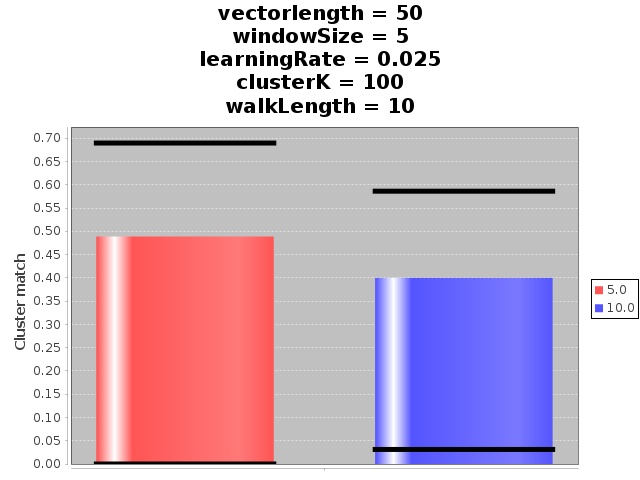 vectorlength = 50
windowSize = 5
learningRate = 0.025
clusterK = 100
walkLength = 10
0.70
0.65
0.60
0.55
0.50
0.45
0.40
0.35
0.30
0.25
0.20
0.15
0.10
0.05
0.00
Cluster match
5.0
10.0